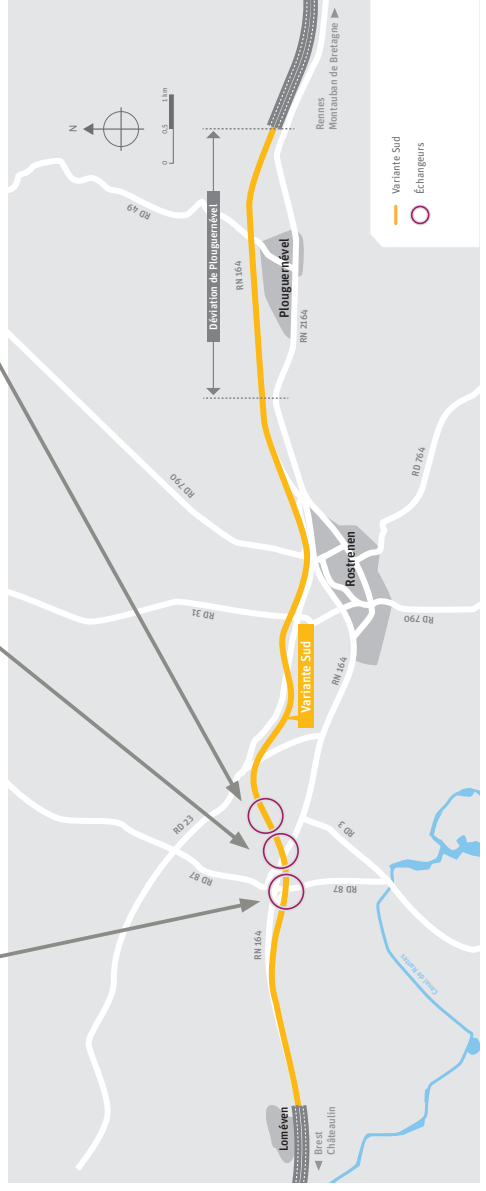 Rennes
Montauban de Bretagne
N
0
0,5
1 km
Variante Sud
Échangeurs
RD 49
Déviation de Plouguernével
RN 164
Plouguernével
RN 2164
RD 790
RD 764
Rostrenen
RD 31
RD 790
Variante Sud
RN 164
RD 23
RD 3
RD 87
RD 87
RN 164
Canal de Nantes
Loméven
Brest
Châteaulin